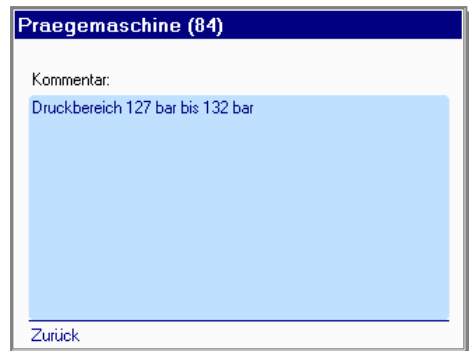 Praegemaschine (84)
Kommentar:
Druckbereich 127 bar bis 132 bar
Zurück